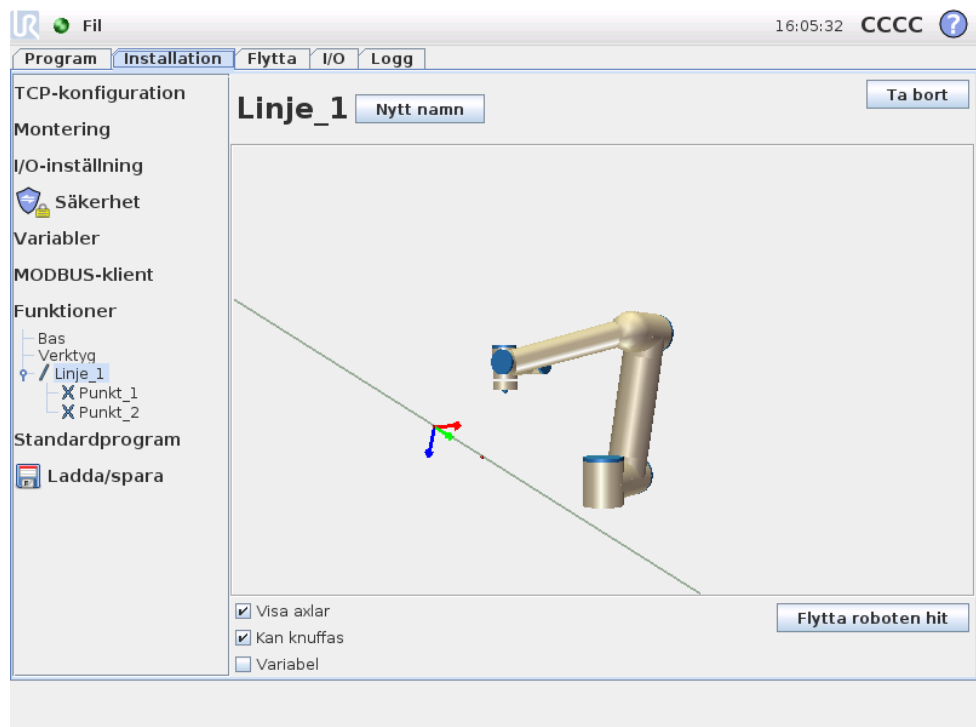 UR Fil 16:05:32 CCCC ?
Program Installation Flytta I/O Logg
TCP-konfiguration
Montering
I/O-inställning
Säkerhet
Variabler
MODBUS-klient
Funktioner
Bas
Verktyg
Linje_1
Punkt_1
Punkt_2
Standardprogram
Ladda/spara
Linje_1 Nytt namn Ta bort
Visa axlar
Kan knuffas
Variabel
Flytta roboten hit